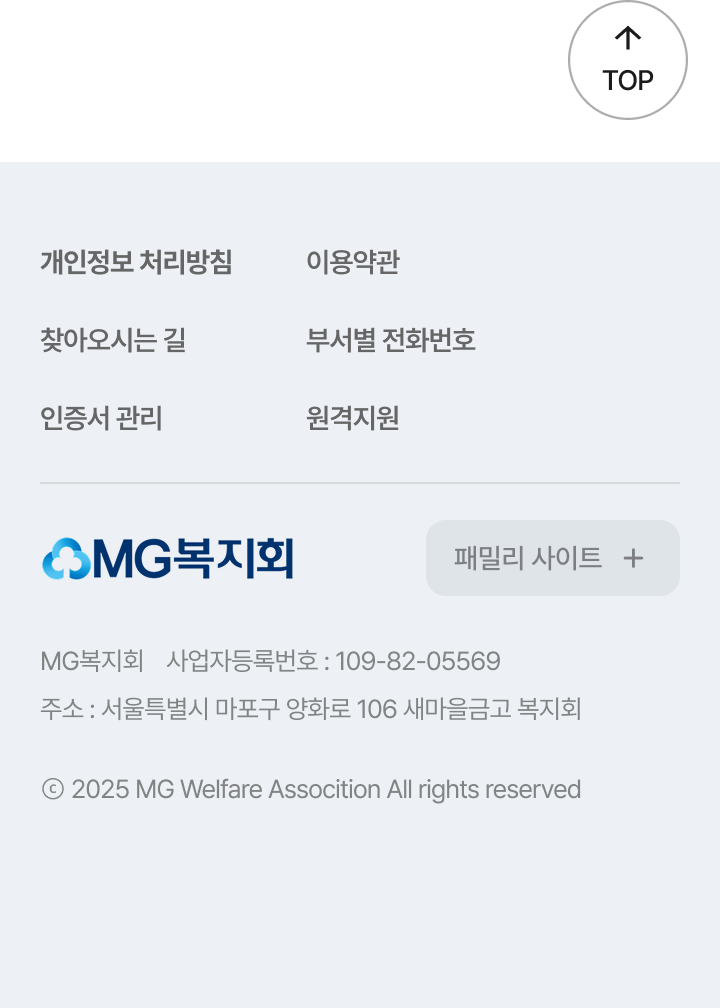 TOP
개인정보 처리방침 이용약관
찾아오시는 길 부서별 전화번호
인증서 관리 원격지원
MG복지회 패밀리 사이트 +
MG복지회 사업자등록번호 : 109-82-05569
주소 : 서울특별시 마포구 양화로 106 새마을금고 복지회
ⓒ 2025 MG Welfare Assocition All rights reserved